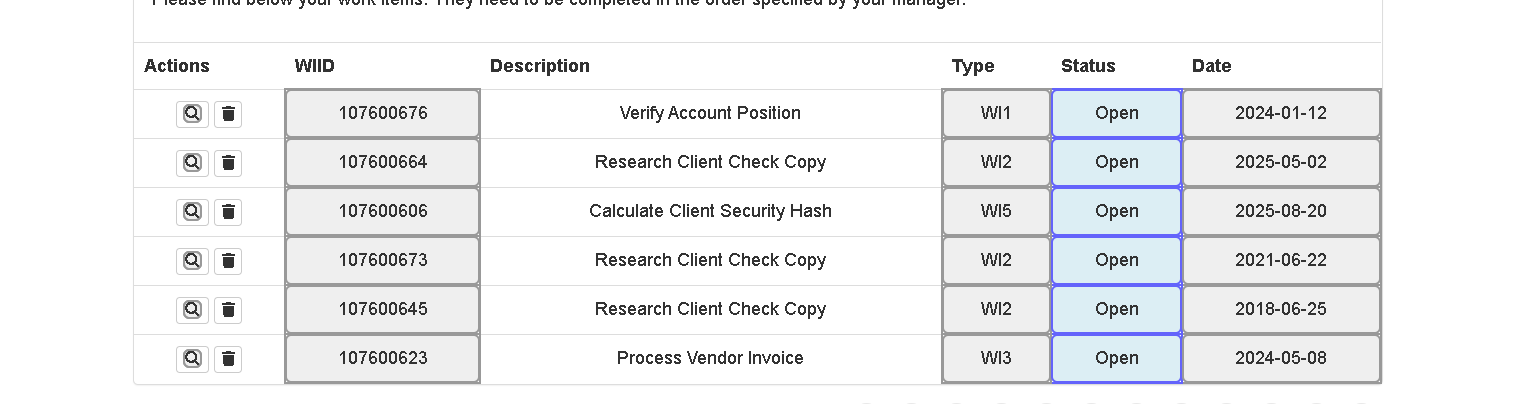 Please find below your work items. They need to be completed in the order specified by your manager.
Actions WIID Description Type Status Date
107600676 Verify Account Position WI1 Open 2024-01-12
107600664 Research Client Check Copy WI2 Open 2025-05-02
107600606 Calculate Client Security Hash WI5 Open 2025-08-20
107600673 Research Client Check Copy WI2 Open 2021-06-22
107600645 Research Client Check Copy WI2 Open 2018-06-25
107600623 Process Vendor Invoice WI3 Open 2024-05-08